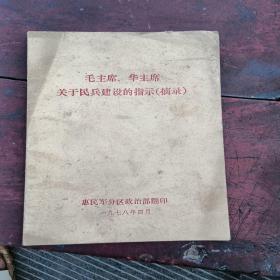 毛主席、华主席
关于民兵建设的指示(摘录)
惠民军分区政治部翻印
一九七八年四月